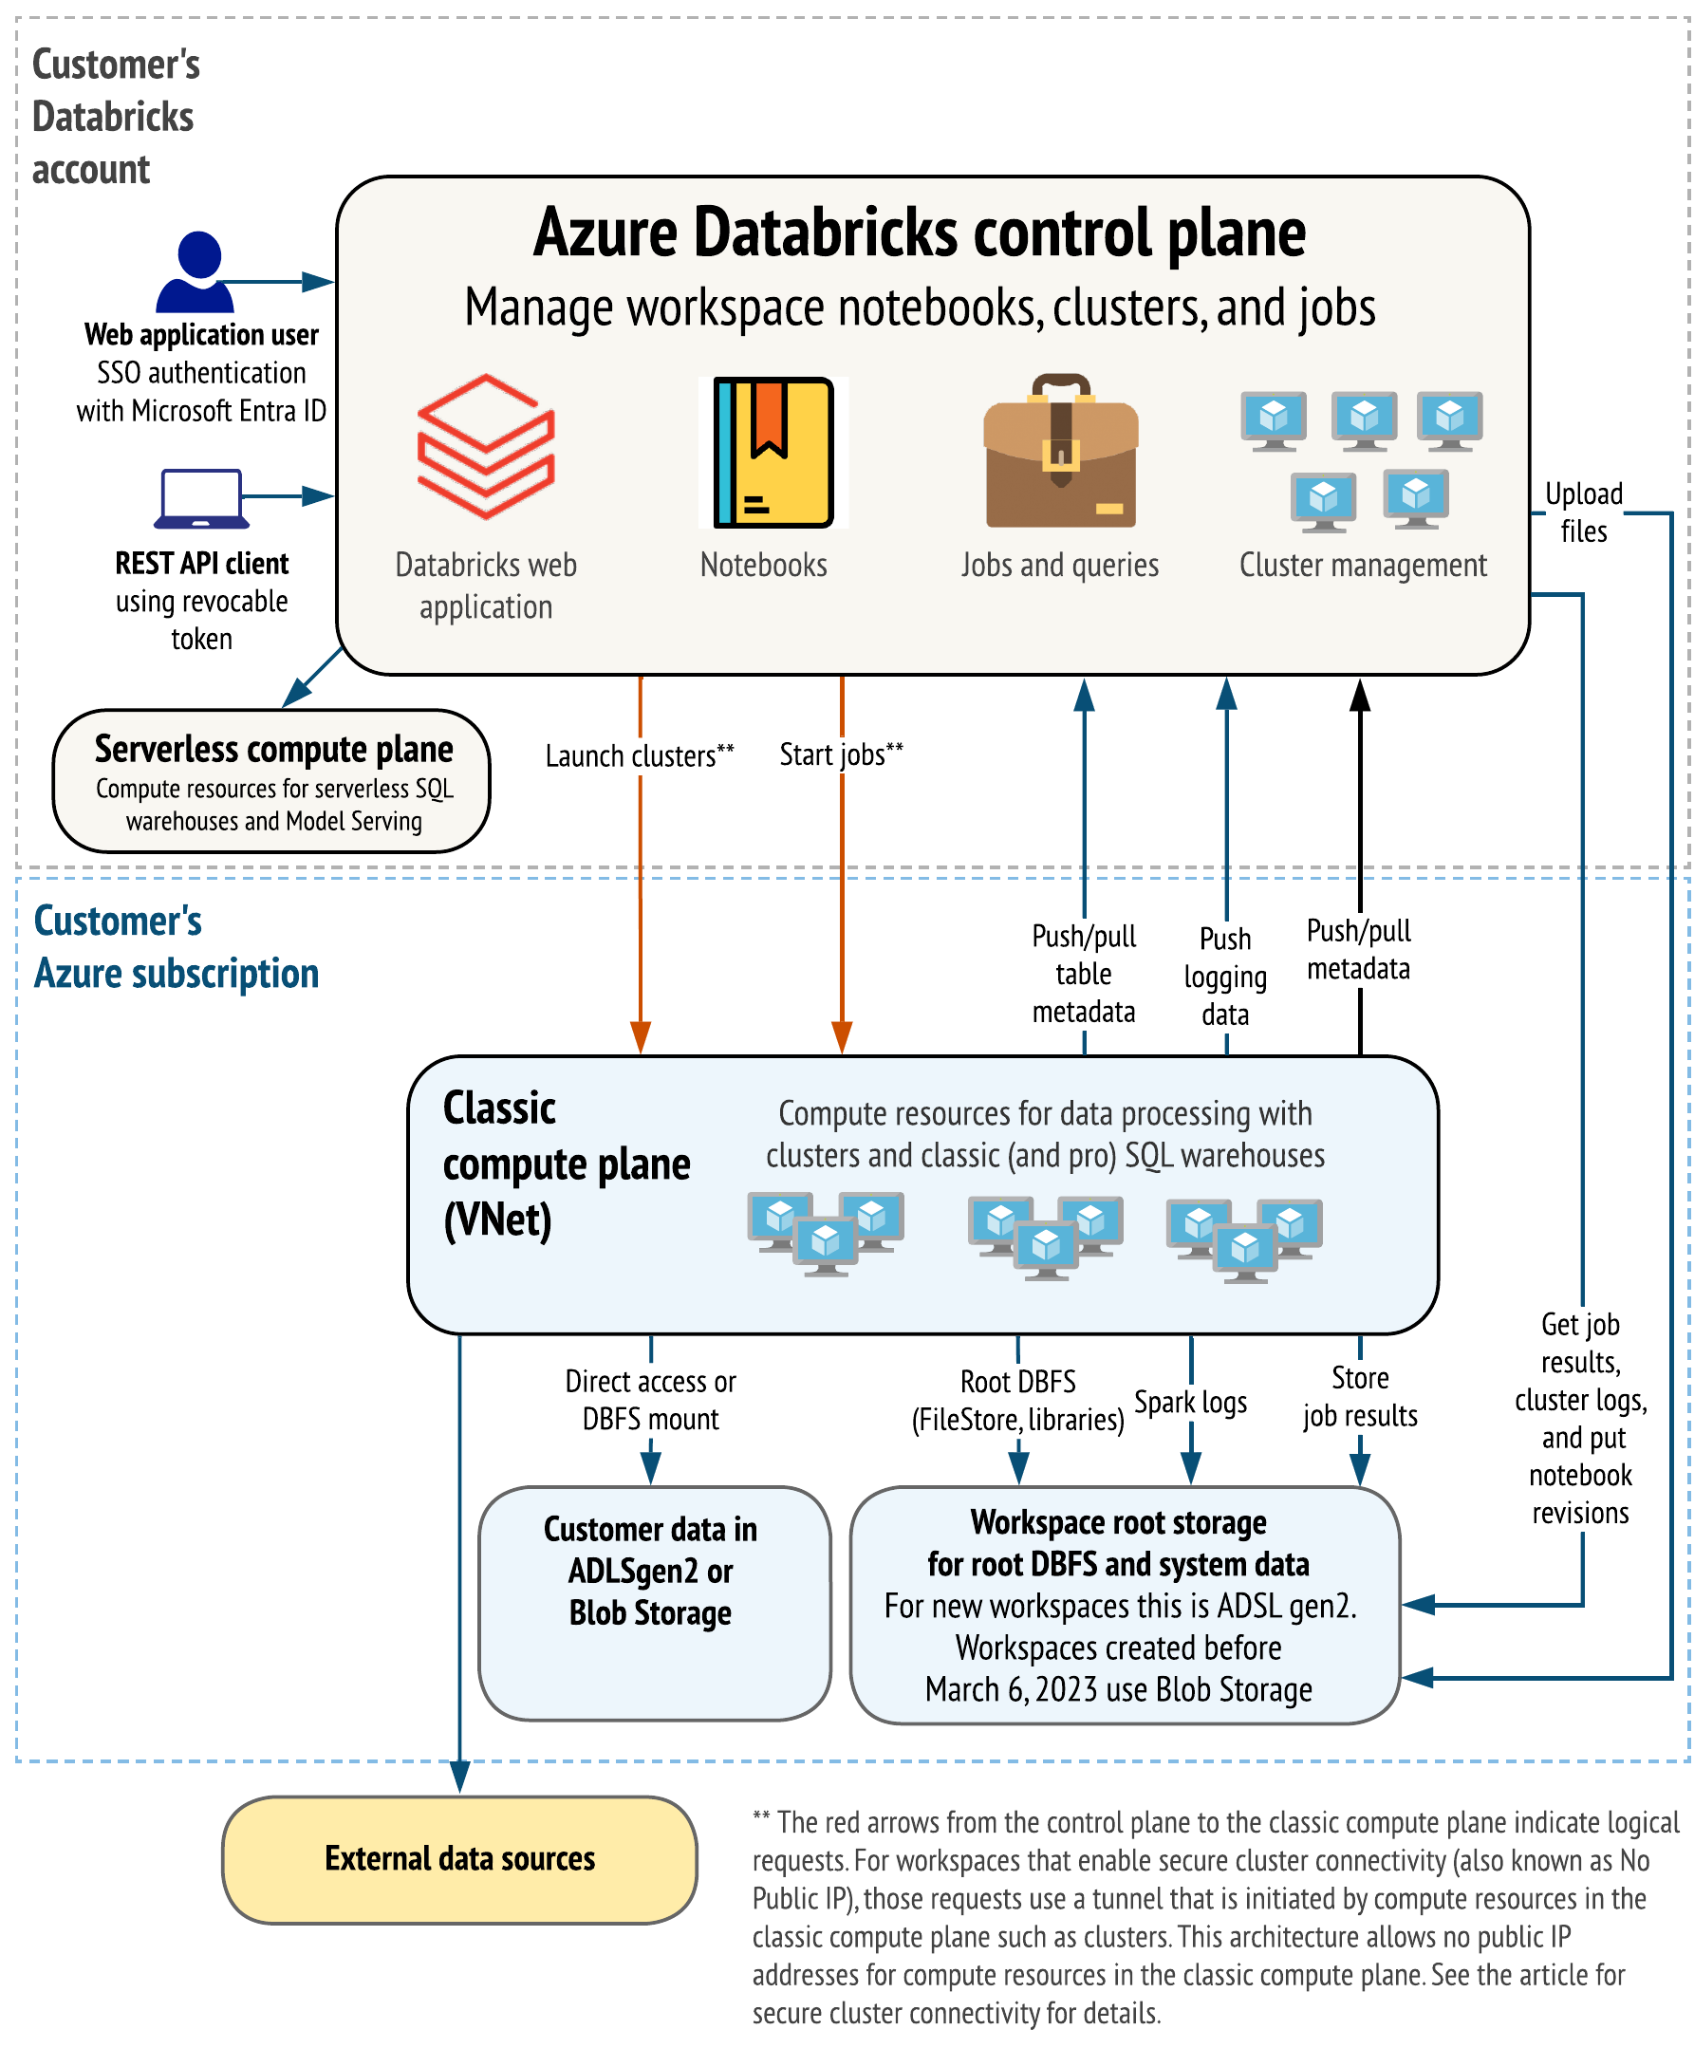 Customer's
Databricks
account
Azure Databricks control plane
Manage workspace notebooks, clusters, and jobs
Web application user
SSO authentication
with Microsoft Entra ID
REST API client
using revocable
token
Databricks web
application
Notebooks
Jobs and queries
Cluster management
Upload
files
Serverless compute plane
Compute resources for serverless SQL
warehouses and Model Serving
Launch clusters**
Start jobs**
Customer's
Azure subscription
Push/pull
table
metadata
Push
logging
data
Push/pull
metadata
Classic
compute plane
(VNet)
Compute resources for data processing with
clusters and classic (and pro) SQL warehouses
Direct access or
DBFS mount
Root DBFS
(FileStore, libraries)
Spark logs
Store
job results
Get job
results,
cluster logs,
and put
notebook
revisions
Customer data in
ADLSgen2 or
Blob Storage
Workspace root storage
for root DBFS and system data
For new workspaces this is ADSL gen2.
Workspaces created before
March 6, 2023 use Blob Storage
External data sources
** The red arrows from the control plane to the classic compute plane indicate logical
requests. For workspaces that enable secure cluster connectivity (also known as No
Public IP), those requests use a tunnel that is initiated by compute resources in the
classic compute plane such as clusters. This architecture allows no public IP
addresses for compute resources in the classic compute plane. See the article for
secure cluster connectivity for details.